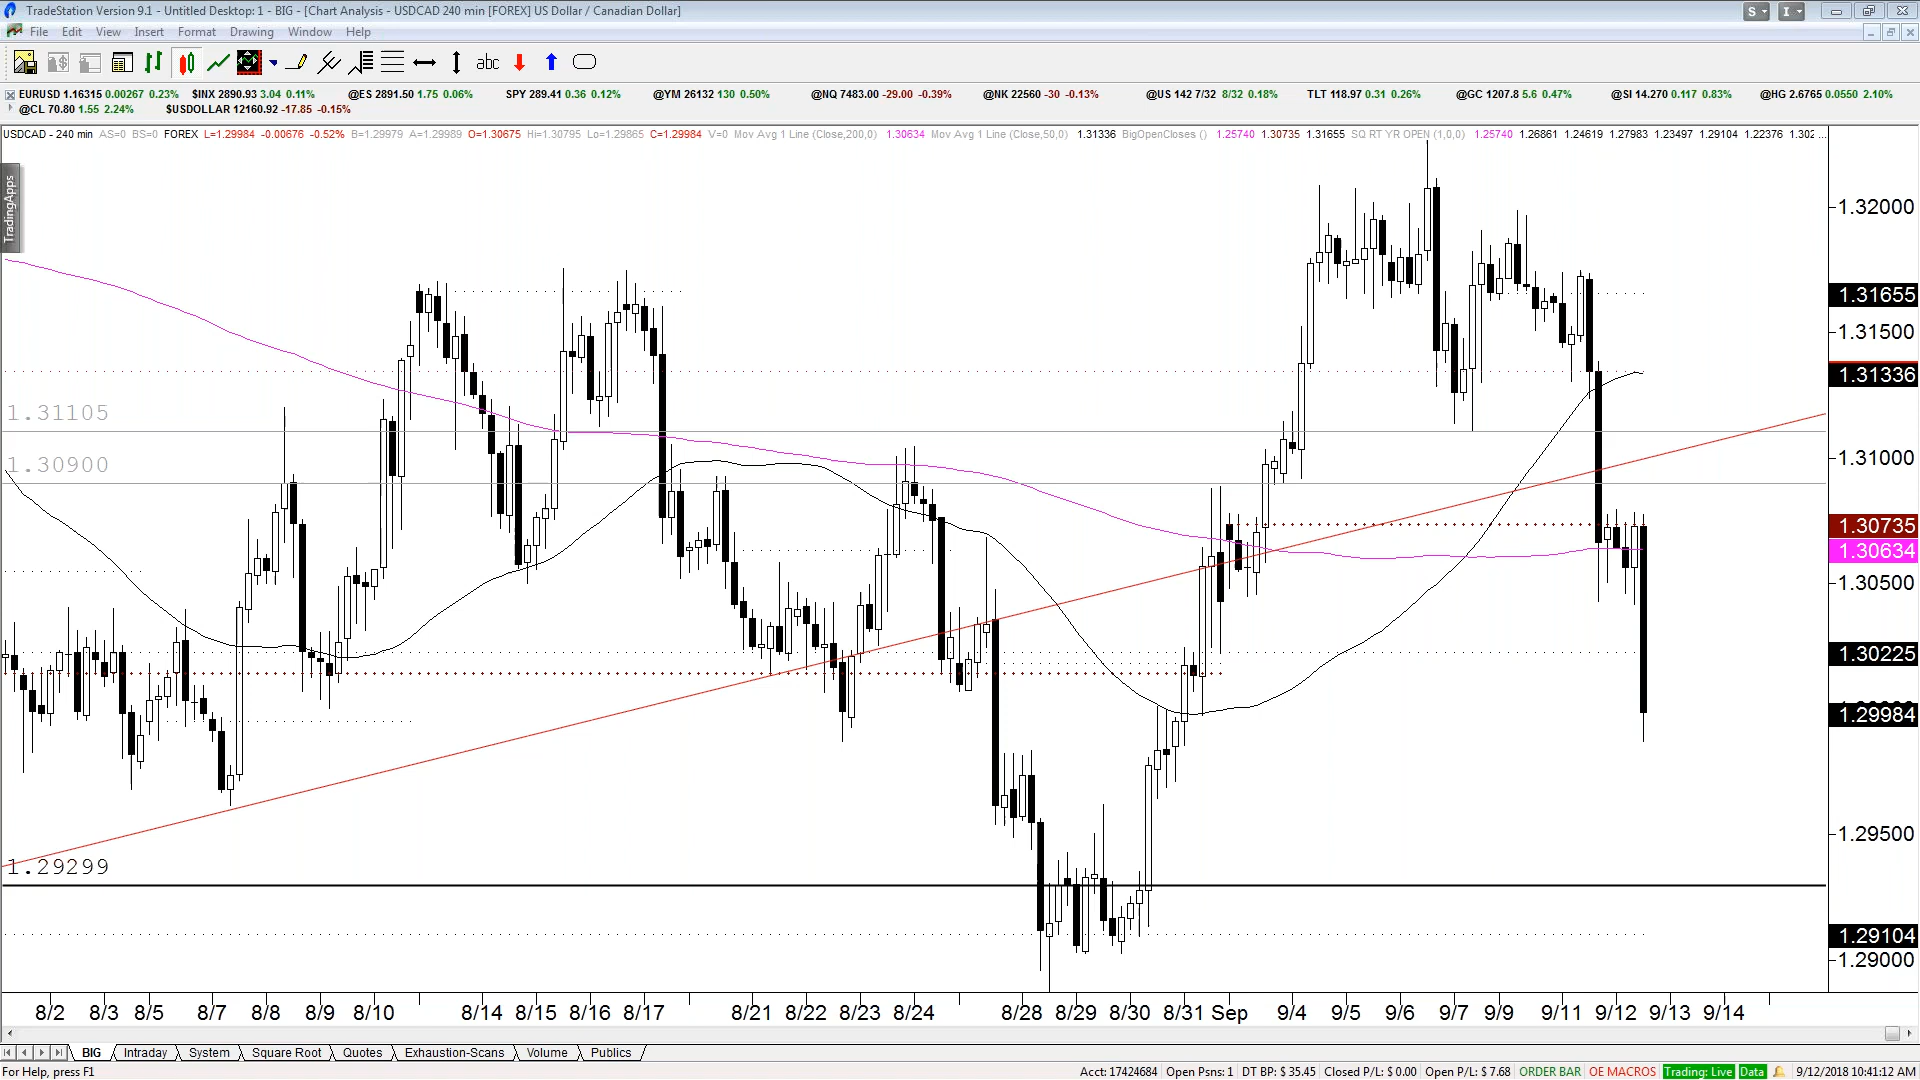 TradeStation Version 9.1 - Untitled Desktop: 1 - BIG - [Chart Analysis - USDCAD 240 min [FOREX] US Dollar / Canadian Dollar]
S
I
File Edit View Insert Format Drawing Window Help
abc
EURUSD 1.16315 0.00267 0.23% $INX 2890.93 3.04 0.11% @ES 2891.50 1.75 0.06% SPY 289.41 0.36 0.12% @YM 26132 130 0.50% @NQ 7483.00 -29.00 -0.39% @NK 22560 -30 -0.13% @US 142 7/32 8/32 0.18% TLT 118.97 0.31 0.26% @GC 1207.8 5.6 0.47% @SI 14.270 0.117 0.83% @HG 2.6765 0.0550 2.10%
@CL 70.80 1.55 2.24% $USDOLLAR 12160.92 -17.85 -0.15%
USDCAD - 240 min AS=0 BS=0 FOREX L=1.29984 -0.00676 -0.52% B=1.29979 A=1.29989 O=1.30675 Hi=1.30795 Lo=1.29865 C=1.29984 V=0 Mov Avg 1 Line (Close,200,0) 1.30634 Mov Avg 1 Line (Close,50,0) 1.31336 BigOpenCloses () 1.25740 1.30735 1.31655 SQ RT YR OPEN (1,0,0) 1.25740 1.26861 1.24619 1.27983 1.23497 1.29104 1.22376 1.302 ...
TradingApps
1.32000
1.31655
1.31500
1.31336
1.31105
1.31000
1.30900
1.30735
1.30634
1.30500
1.30225
1.29984
1.29500
1.29299
1.29104
1.29000
8/2 8/3 8/5 8/7 8/8 8/9 8/10 8/14 8/15 8/16 8/17 8/21 8/22 8/23 8/24 8/28 8/29 8/30 8/31 Sep 9/4 9/5 9/6 9/7 9/9 9/11 9/12 9/13 9/14
BIG Intraday System Square Root Quotes Exhaustion-Scans Volume Publics
For Help, press F1 Acct: 17424684 Open Psns: 1 DT BP: $ 35.45 Closed P/L: $ 0.00 Open P/L: $ 7.68 ORDER BAR OE MACROS Trading: Live Data 9/12/2018 10:41:12 AM